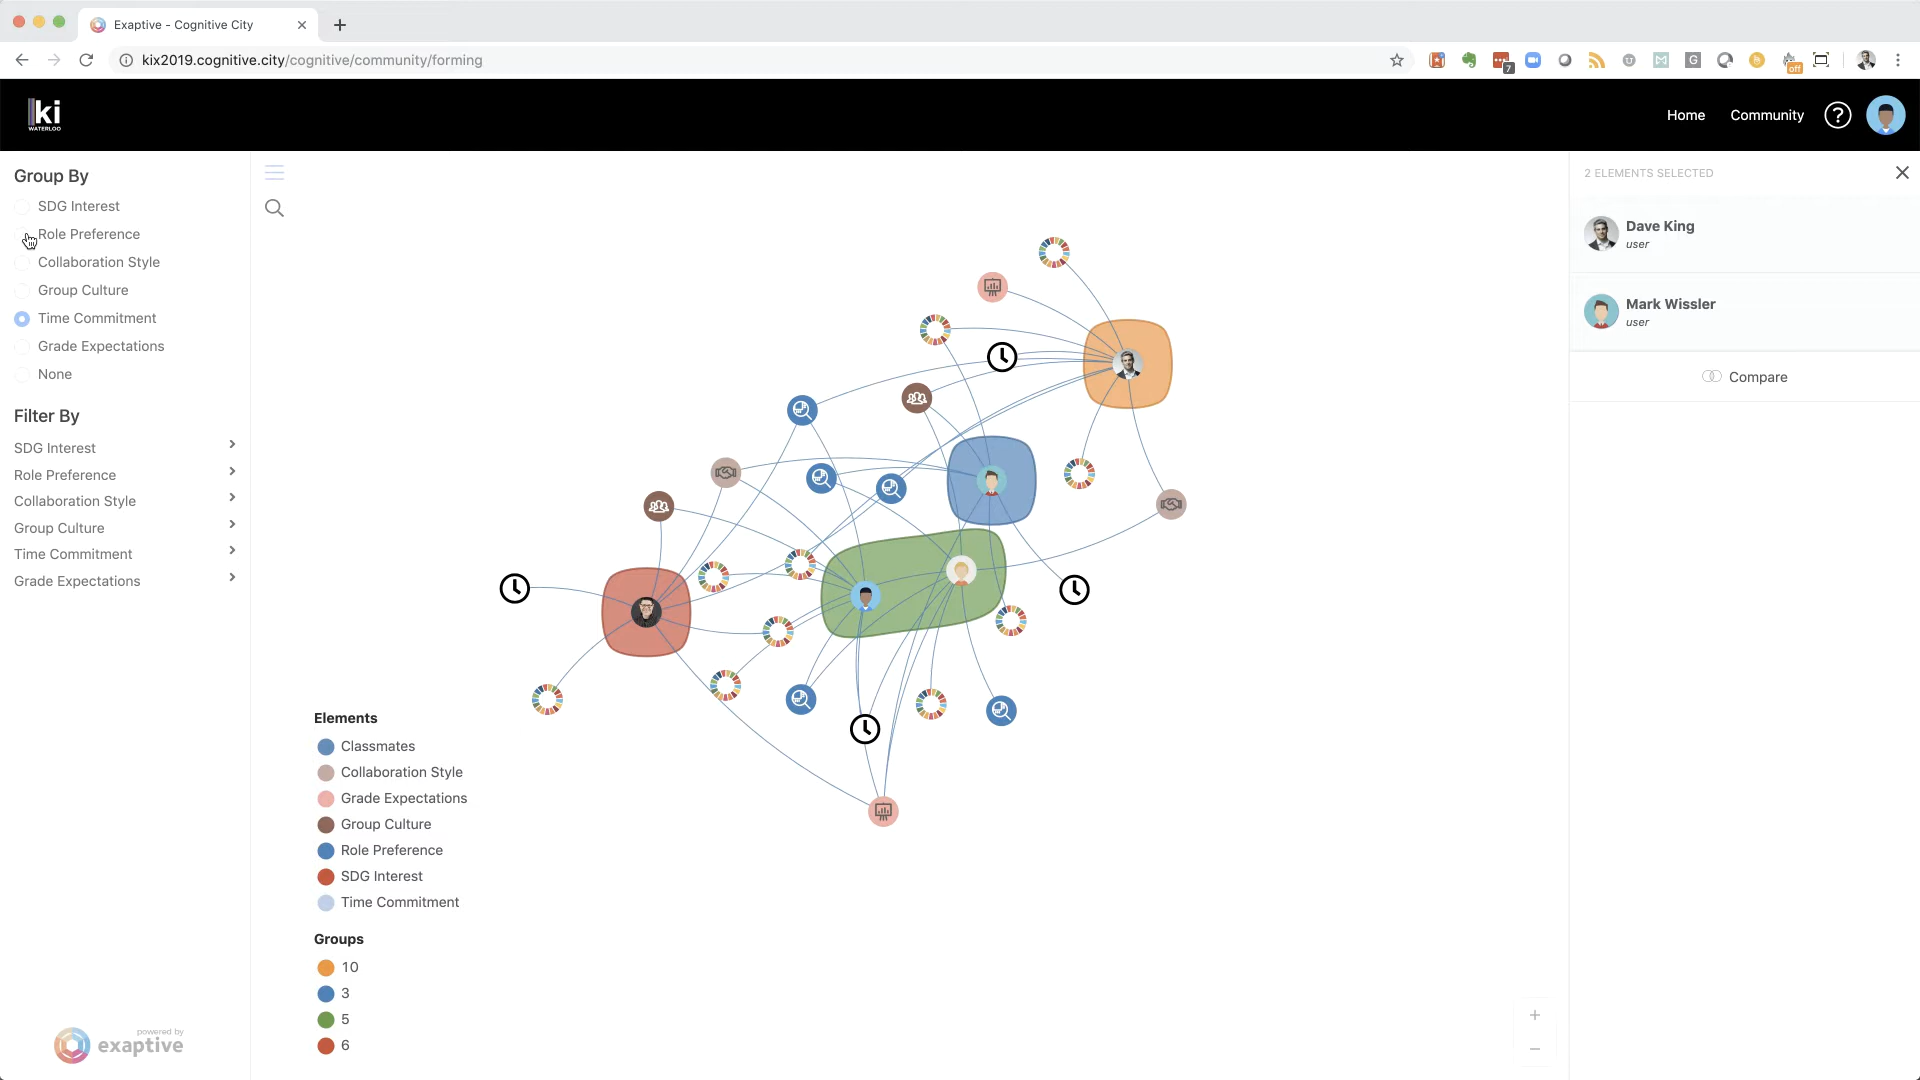 Exaptive - Cognitive City
kix2019.cognitive.city/cognitive/community/forming
7
G
off
ki
WATERLOO
Home
Community
?
Group By
SDG Interest
Role Preference
Collaboration Style
Group Culture
Time Commitment
Grade Expectations
None
Filter By
SDG Interest
Role Preference
Collaboration Style
Group Culture
Time Commitment
Grade Expectations
powered by
exaptive
Elements
Classmates
Collaboration Style
Grade Expectations
Group Culture
Role Preference
SDG Interest
Time Commitment
Groups
10
3
5
6
2 ELEMENTS SELECTED
Dave King
user
Mark Wissler
user
Compare